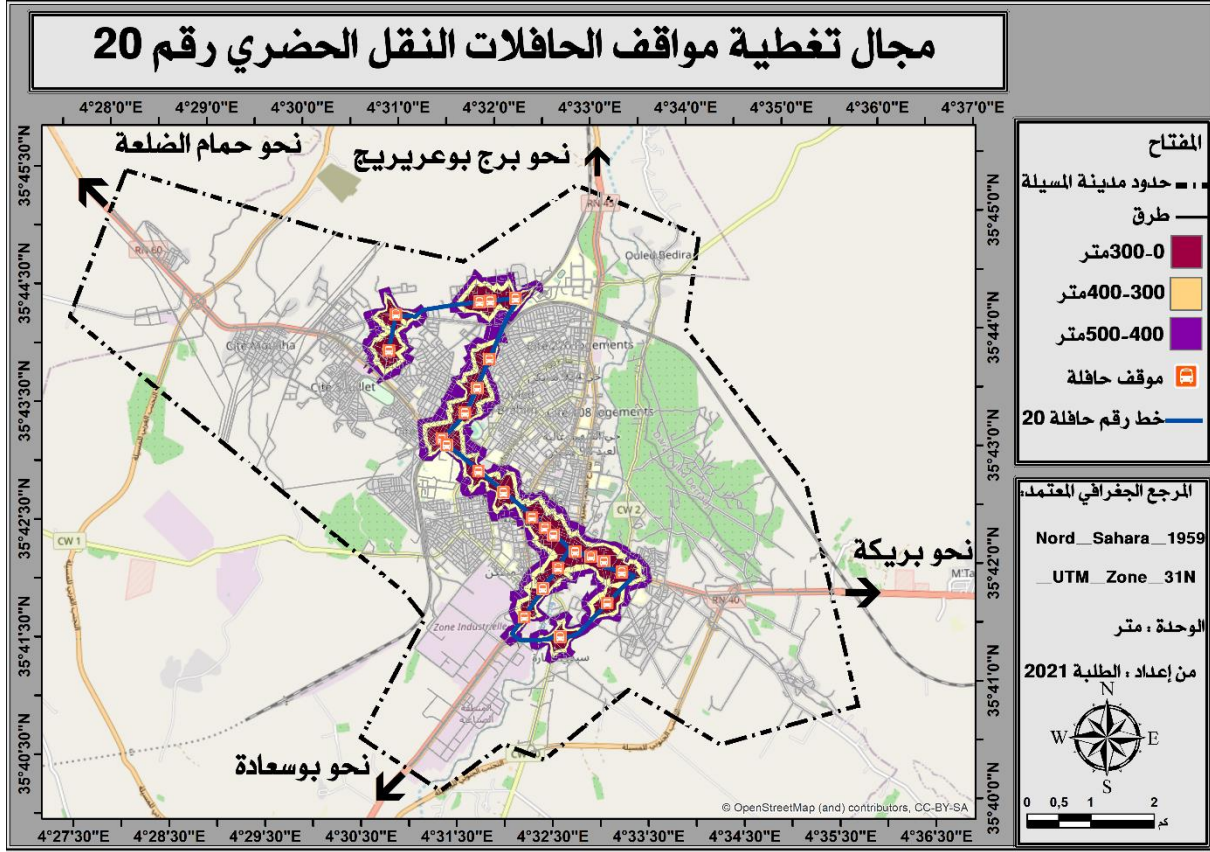 مجال تغطية مواقف الحافلات النقل الحضري رقم 20
4°28'0"E 4°29'0"E 4°30'0"E 4°31'0"E 4°32'0"E 4°33'0"E 4°34'0"E 4°35'0"E 4°36'0"E 4°37'0"E
35°45'30"N
35°44'30"N
35°43'30"N
35°42'30"N
35°41'30"N
35°40'30"N
نحو حمام الضلعة
نحو برج بوعريريج
RN 45
RN 60
Ouled Bedira
Cité Mouilha
CW 1
CW 2
Zone Industrielle
نحو بريكة
M'Ta
RN 40
نحو بوسعادة
© OpenStreetMap (and) contributors, CC-BY-SA
35°45'0"N
35°44'0"N
35°43'0"N
35°42'0"N
35°41'0"N
35°40'0"N
4°27'30"E 4°28'30"E 4°29'30"E 4°30'30"E 4°31'30"E 4°32'30"E 4°33'30"E 4°34'30"E 4°35'30"E 4°36'30"E
المفتاح
حدود مدينة المسيلة
طرق
0-300متر
300-400متر
400-500متر
موقف حافلة
خط رقم حافلة 20
المرجع الجغرافي المعتمد:
Nord__Sahara__1959
_UTM__Zone__31N
الوحدة : متر
من إعداد : الطلبة 2021
N
W E
S
0 0,5 1 2
كم